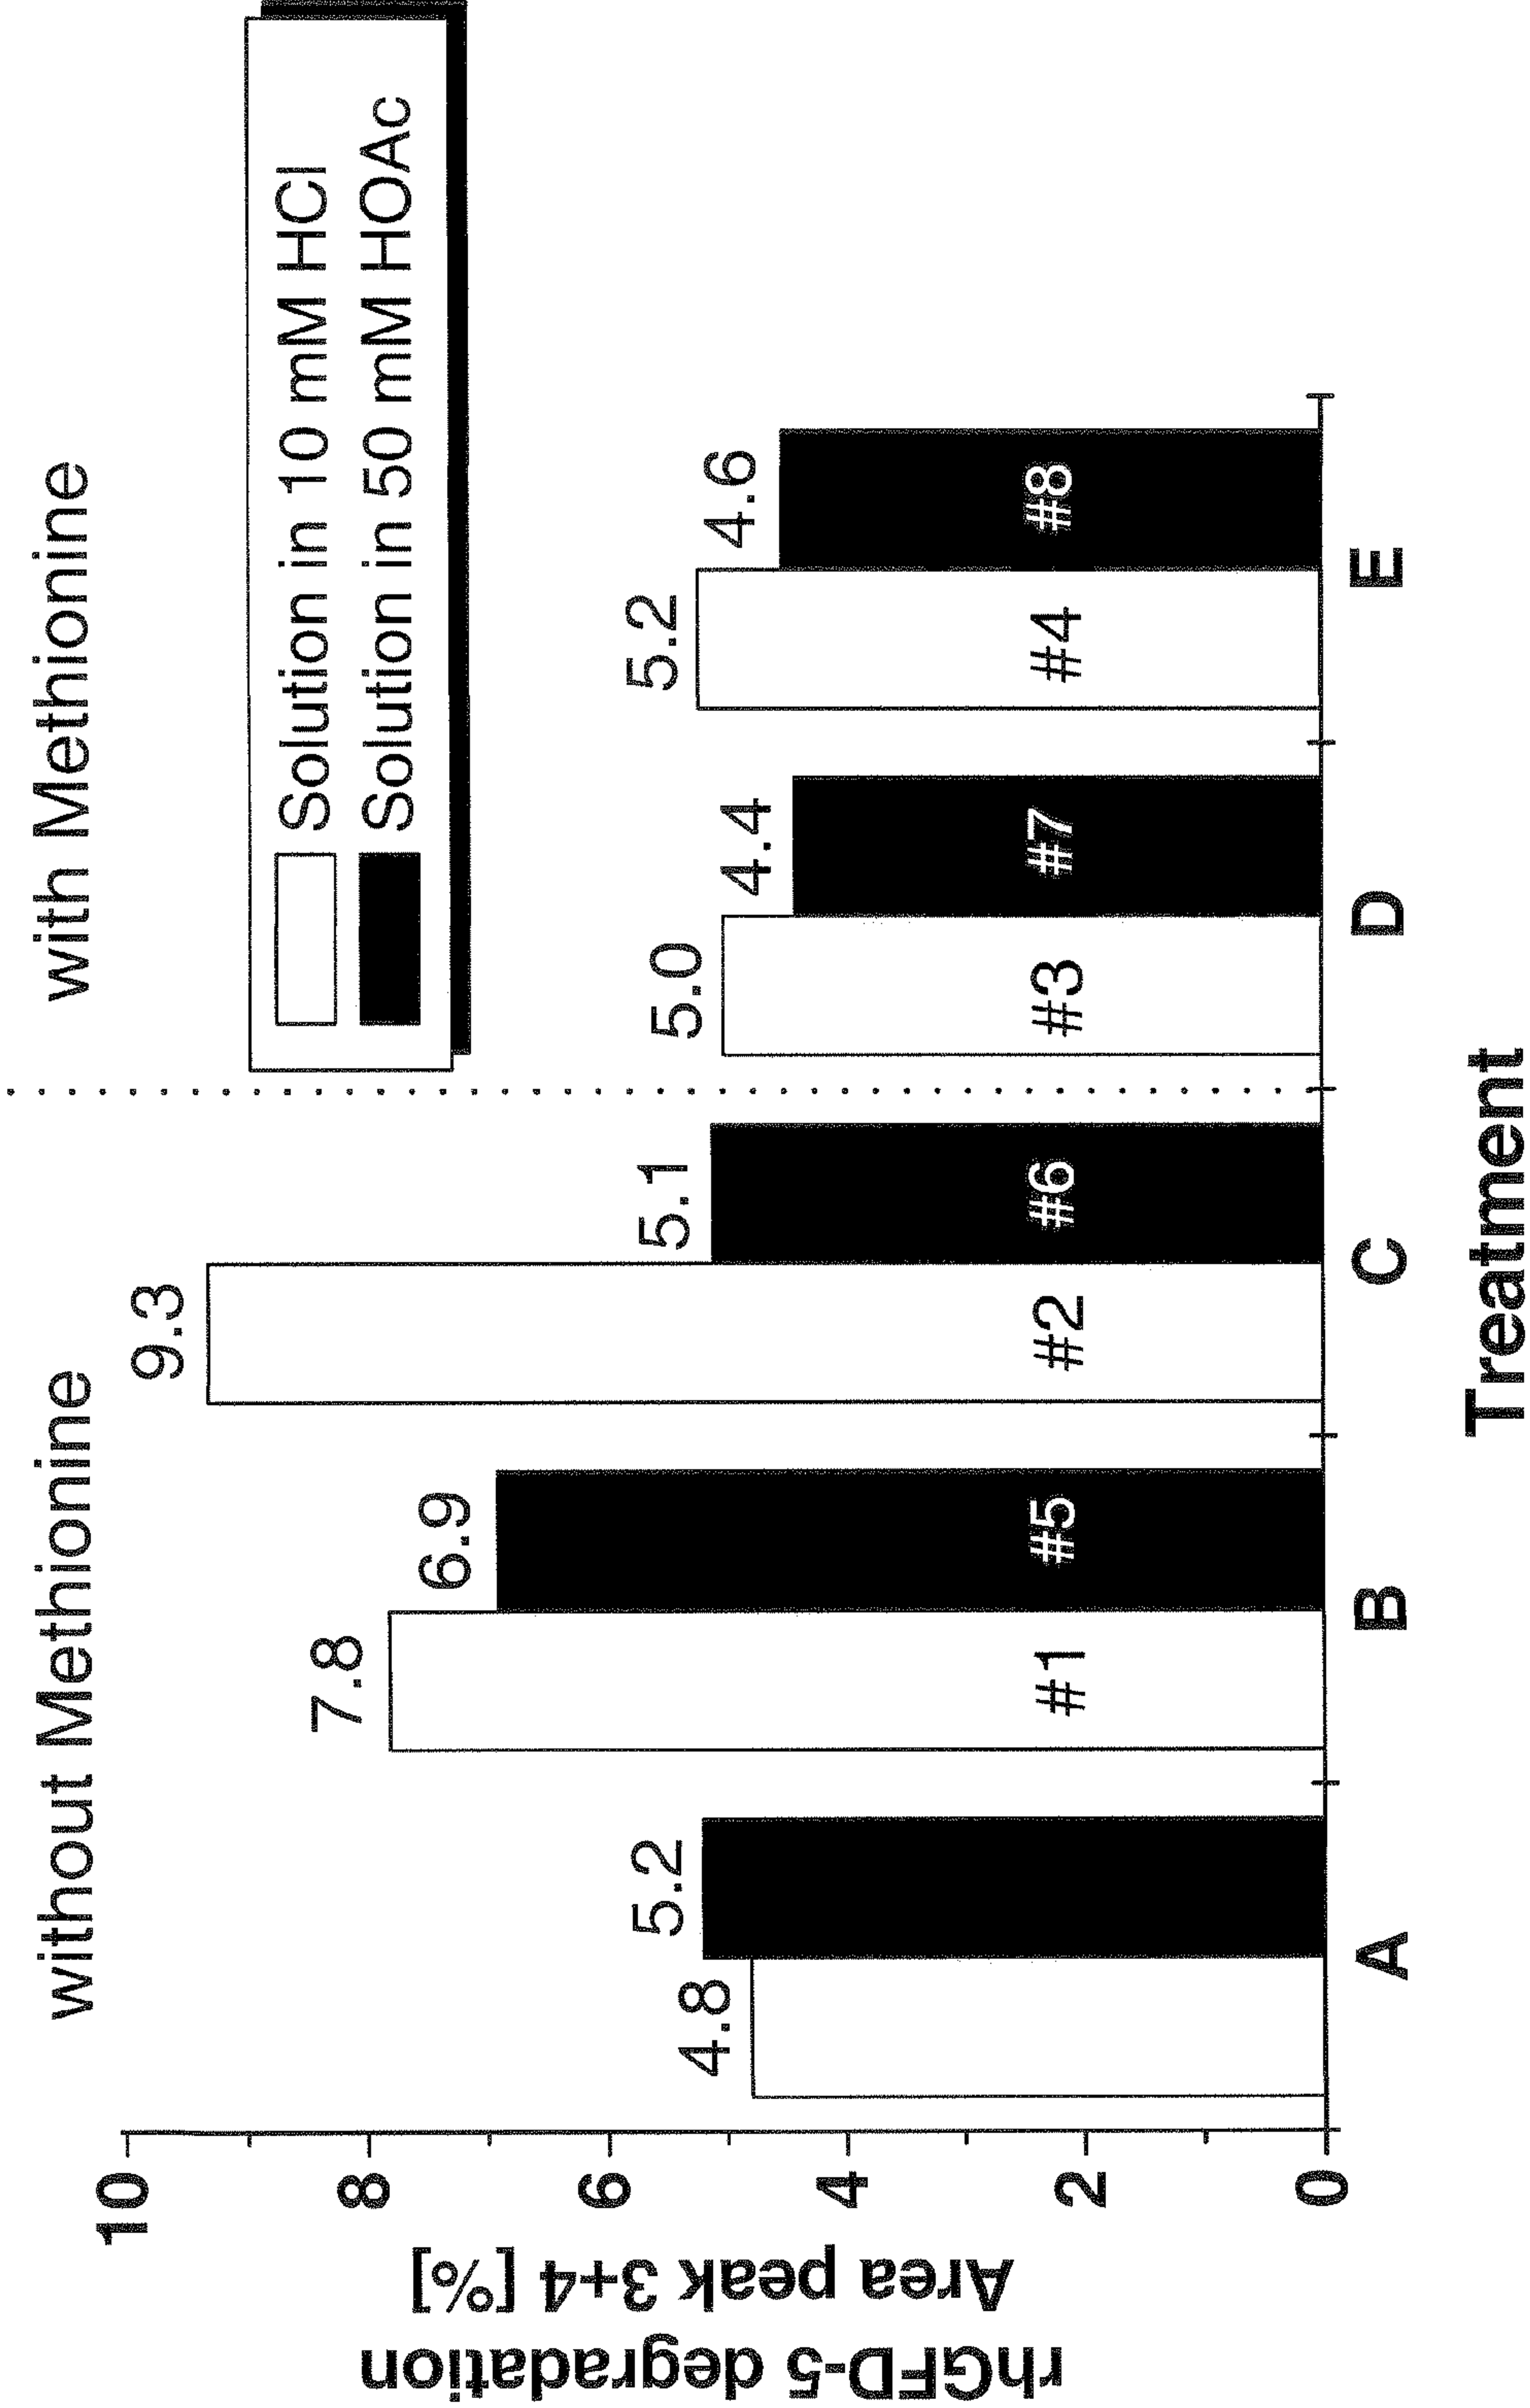 without Methionine
with Methionine
Solution in 10 mM HCl
Solution in 50 mM HOAc
rhGFD-5 degradation
Area peak 3+4 [%]
10
8
6
4
2
0
4.8
5.2
7.8
6.9
9.3
5.1
5.0
4.4
5.2
4.6
#1
#5
#2
#6
#3
#7
#4
#8
A
B
C
D
E
Treatment